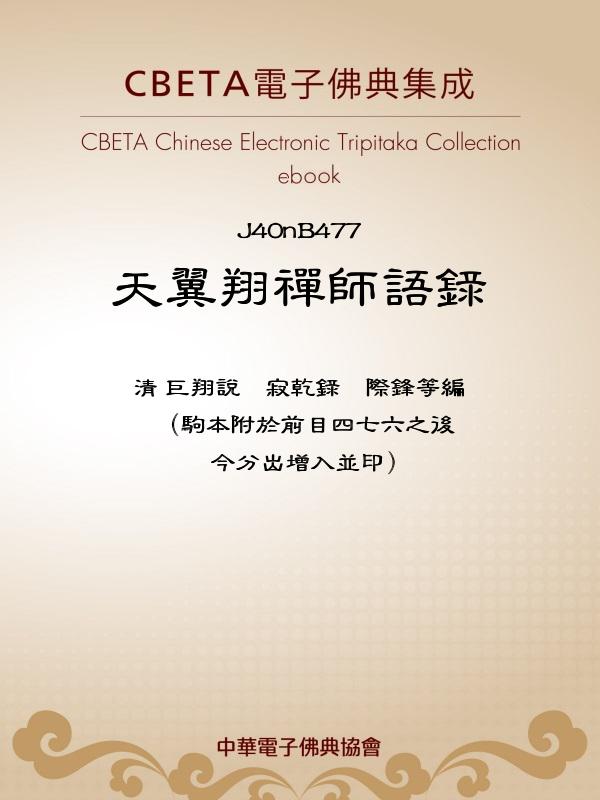 CBETA電子佛典集成
CBETA Chinese Electronic Tripitaka Collection
ebook
J40nB477
天翼翔禪師語錄
清 巨翔說　寂乾錄　際鋒等編
（駒本附於前目四七六之後
今分出增入並印）
中華電子佛典協會